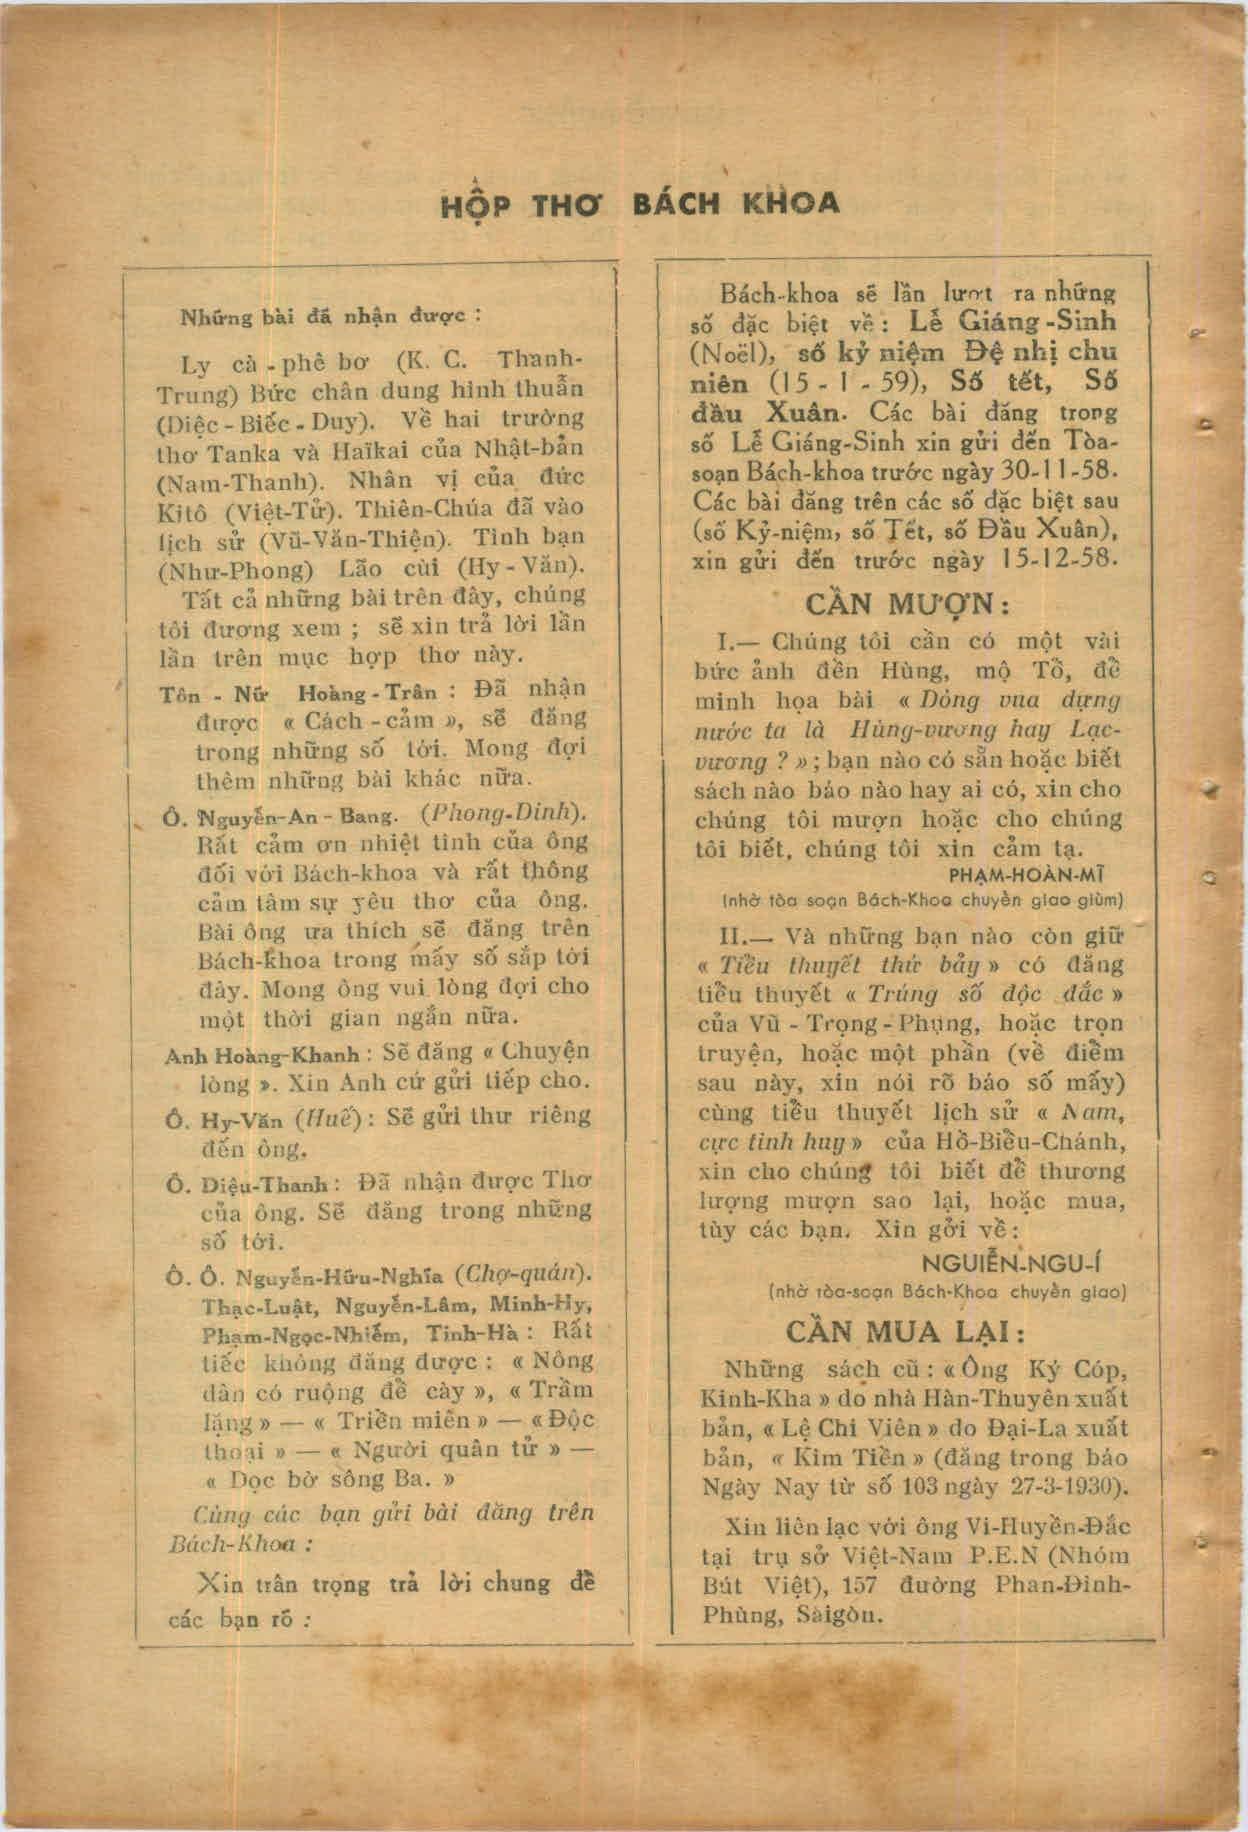 HỘP THƠ BÁCH KHOA
Những bài đã nhận được :
Ly cà - phê bơ (K. C. Thanh-
Trung) Bức chân dung hình thuẫn
(Diệc - Biếc - Duy). Về hai trường
thơ Tanka và Haïkai của Nhật-bản
(Nam-Thanh). Nhân vị của đức
Kitô (Việt-Tử). Thiên-Chúa đã vào
lịch sử (Vũ-Văn-Thiện). Tình bạn
(Như-Phong) Lão cùi (Hy - Văn).
Tất cả những bài trên đây, chúng
tôi đương xem ; sẽ xin trả lời lần
lần trên mục hợp thơ này.
Tôn - Nữ Hoàng - Trân : Đã nhận
được « Cách - cảm », sẽ đăng
trong những số tới. Mong đợi
thêm những bài khác nữa.
Ô. Nguyễn-An - Bang. (Phong-Dinh).
Rất cảm ơn nhiệt tình của ông
đối với Bách-khoa và rất thông
cảm tâm sự yêu thơ của ông.
Bài ông ưa thích sẽ đăng trên
Bách-khoa trong mấy số sắp tới
đây. Mong ông vui lòng đợi cho
một thời gian ngắn nữa.
Anh Hoàng-Khanh : Sẽ đăng « Chuyện
lòng ». Xin Anh cứ gửi tiếp cho.
Ô. Hy-Văn (Huế) : Sẽ gửi thư riêng
đến ông.
Ô. Diệu-Thanh : Đã nhận được Thơ
của ông. Sẽ đăng trong những
số tới.
Ô. Ô. Nguyễn-Hữu-Nghĩa (Chợ-quán).
Thạc-Luật, Nguyễn-Lâm, Minh-Hy,
Phạm-Ngọc-Nhiễm, Tinh-Hà : Rất
tiếc không đăng được : « Nông
dân có ruộng để cày », « Trầm
lặng » — « Triền miên » — « Độc
thoại » — « Người quân tử » —
« Dọc bờ sông Ba. »
Cùng các bạn gửi bài đăng trên
Bách-Khoa :
Xin trân trọng trả lời chung để
các bạn rõ :
Bách-khoa sẽ lần lượt ra những
số đặc biệt về : Lễ Giáng-Sinh
(Noël), số kỷ niệm Đệ nhị chu
niên (15 - 1 - 59), Số tết, Số
đầu Xuân. Các bài đăng trong
số Lễ Giáng-Sinh xin gửi đến Tòa-
soạn Bách-khoa trước ngày 30-11-58.
Các bài đăng trên các số đặc biệt sau
(số Kỷ-niệm, số Tết, số Đầu Xuân),
xin gửi đến trước ngày 15-12-58.
CẦN MƯỢN :
I.— Chúng tôi cần có một vài
bức ảnh đền Hùng, mộ Tổ, để
minh họa bài « Dòng vua dựng
nước ta là Hùng-vương hay Lạc-
vương ? » ; bạn nào có sẵn hoặc biết
sách nào báo nào hay ai có, xin cho
chúng tôi mượn hoặc cho chúng
tôi biết, chúng tôi xin cảm tạ.
PHẠM-HOÀN-MĨ
(nhờ tòa soạn Bách-Khoa chuyển giao giùm)
II.— Và những bạn nào còn giữ
« Tiểu thuyết thứ bảy » có đăng
tiểu thuyết « Trúng số độc đắc »
của Vũ - Trọng - Phụng, hoặc trọn
truyện, hoặc một phần (về điểm
sau này, xin nói rõ báo số mấy)
cùng tiểu thuyết lịch sử « Nam,
cực tinh huy » của Hồ-Biểu-Chánh,
xin cho chúng tôi biết để thương
lượng mượn sao lại, hoặc mua,
tùy các bạn. Xin gởi về :
NGUIỄN-NGU-Í
(nhờ tòa-soạn Bách-Khoa chuyển giao)
CẦN MUA LẠI :
Những sách cũ : « Ông Ký Cóp,
Kinh-Kha » do nhà Hàn-Thuyên xuất
bản, « Lệ Chi Viên » do Đại-La xuất
bản, « Kim Tiền » (đăng trong báo
Ngày Nay từ số 103 ngày 27-3-1930).
Xin liên lạc với ông Vi-Huyền-Đắc
tại trụ sở Việt-Nam P.E.N (Nhóm
Bút Việt), 157 đường Phan-Đình-
Phùng, Sàigòn.